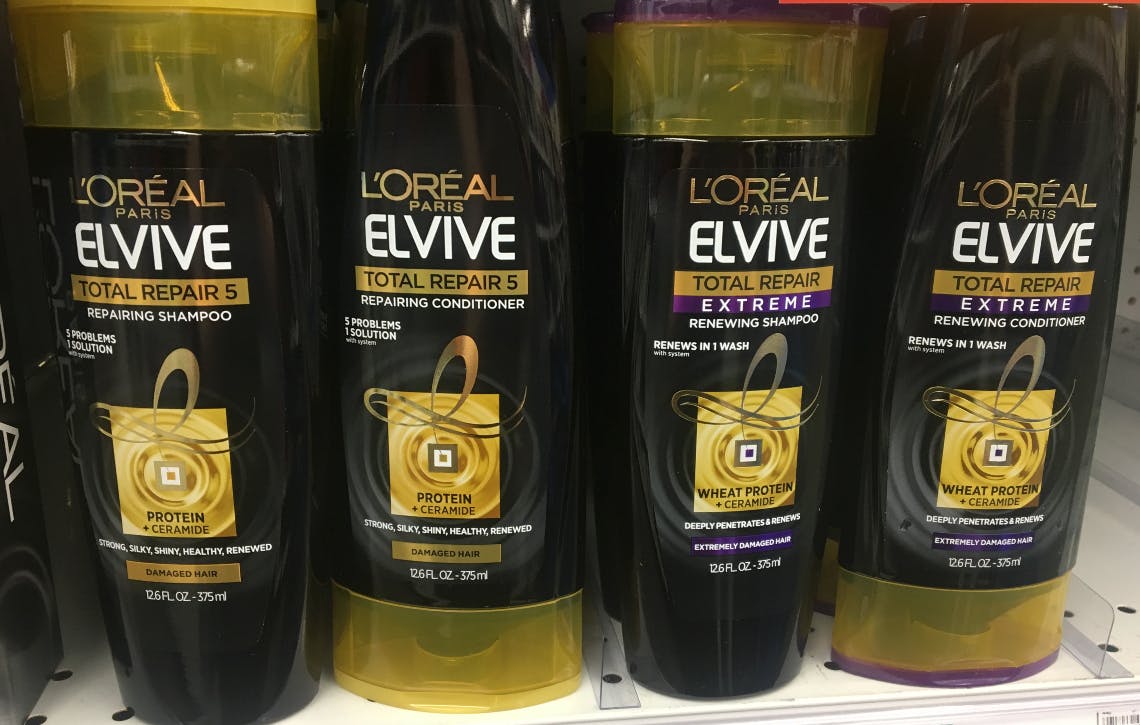 L'ORÉAL
PARIS
ELVIVE
TOTAL REPAIR 5
REPAIRING SHAMPOO
5 PROBLEMS
1 SOLUTION
with system
PROTEIN
+ CERAMIDE
STRONG, SILKY, SHINY, HEALTHY, RENEWED
DAMAGED HAIR
12.6 FL. OZ. - 375 ml
L'ORÉAL
PARIS
ELVIVE
TOTAL REPAIR 5
REPAIRING CONDITIONER
5 PROBLEMS
1 SOLUTION
with system
PROTEIN
+ CERAMIDE
STRONG, SILKY, SHINY, HEALTHY, RENEWED
DAMAGED HAIR
12.6 FL. OZ. - 375 ml
L'ORÉAL
PARIS
ELVIVE
TOTAL REPAIR
EXTREME
RENEWING SHAMPOO
RENEWS IN 1 WASH
with system
WHEAT PROTEIN
+ CERAMIDE
DEEPLY PENETRATES & RENEWS
EXTREMELY DAMAGED HAIR
12.6 FL. OZ. - 375 ml
L'ORÉAL
PARIS
ELVIVE
TOTAL REPAIR
EXTREME
RENEWING CONDITIONER
RENEWS IN 1 WASH
with system
WHEAT PROTEIN
+ CERAMIDE
DEEPLY PENETRATES & RENEWS
EXTREMELY DAMAGED HAIR
12.6 FL. OZ. - 375 ml